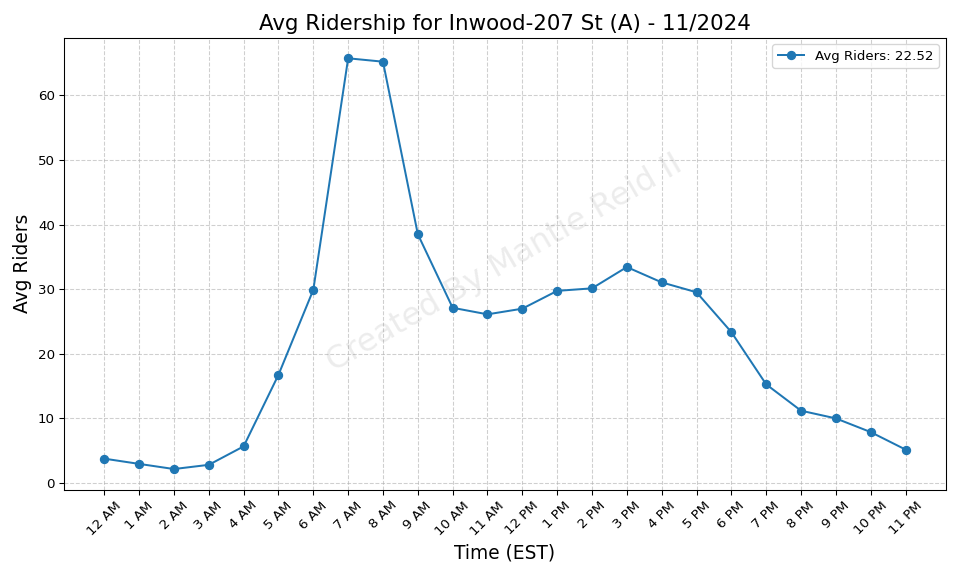 Avg Ridership for Inwood-207 St (A) - 11/2024
Avg Riders: 22.52
Avg Riders
60
50
40
30
20
10
0
Created By Mantie Reid II
12 AM
1 AM
2 AM
3 AM
4 AM
5 AM
6 AM
7 AM
8 AM
9 AM
10 AM
11 AM
12 PM
1 PM
2 PM
3 PM
4 PM
5 PM
6 PM
7 PM
8 PM
9 PM
10 PM
11 PM
Time (EST)